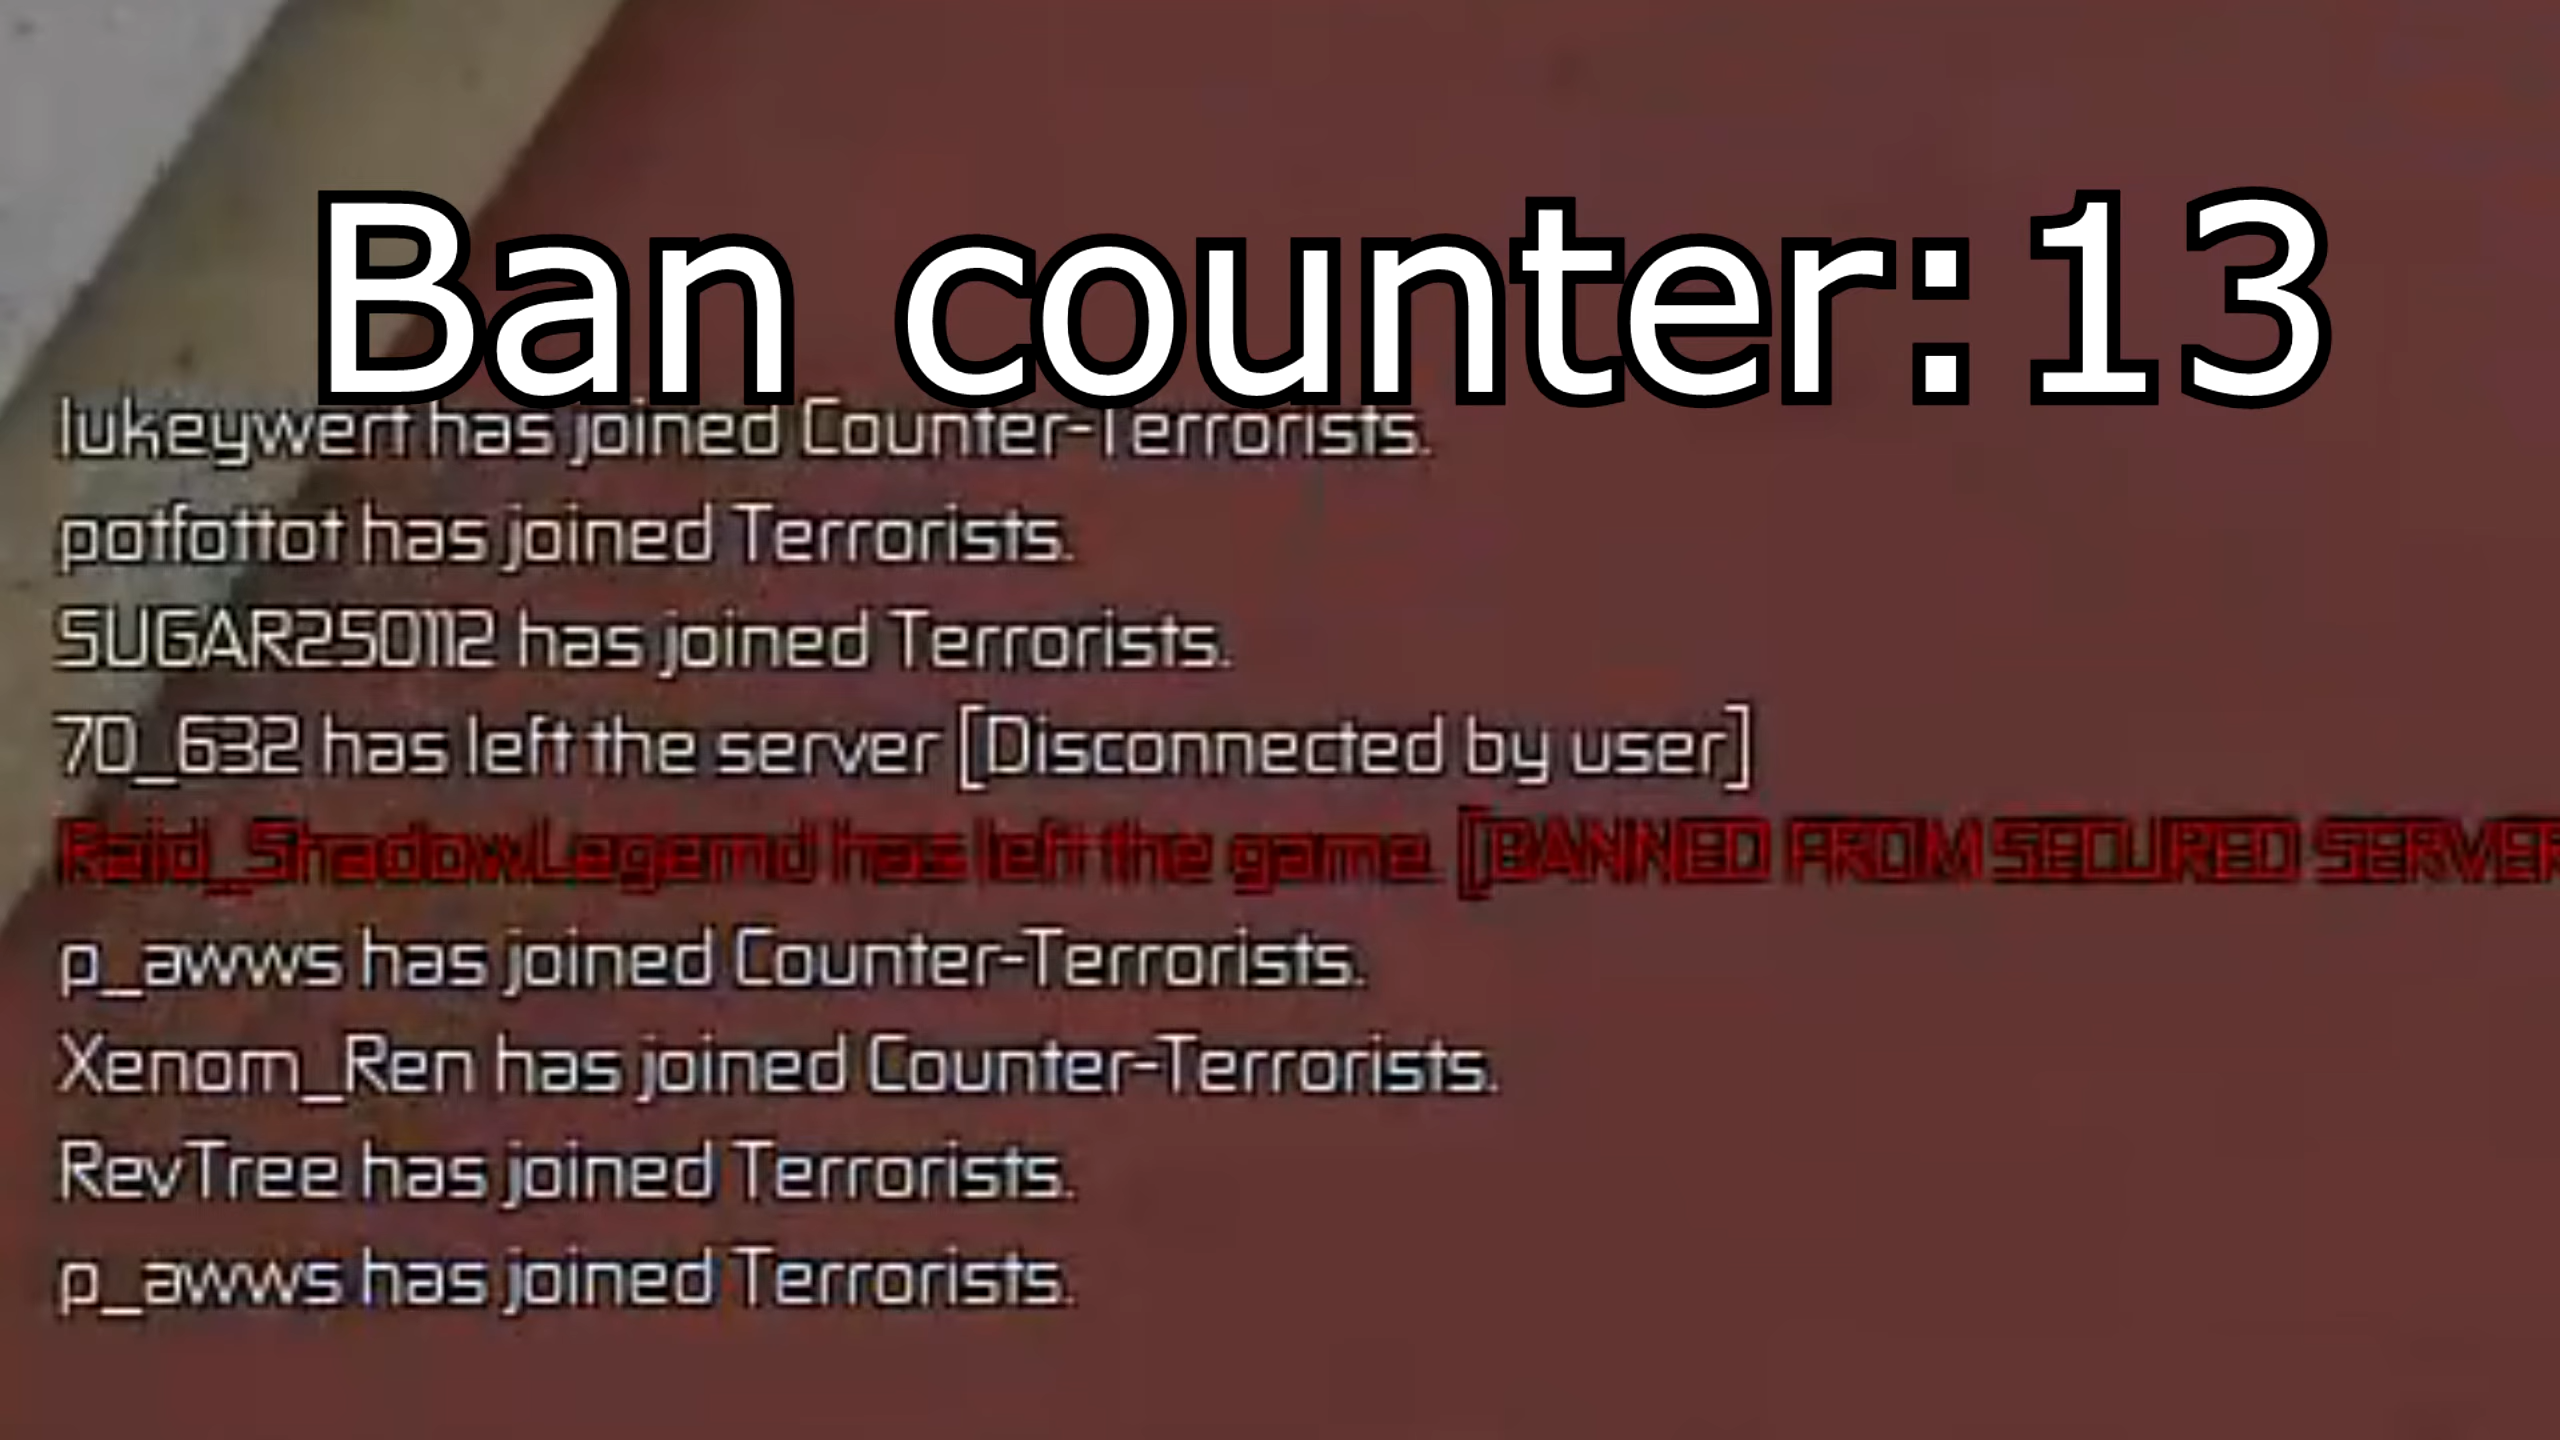 Ban counter: 13
lukeywert has joined Counter-Terrorists.
potfottot has joined Terrorists.
SUGAR250112 has joined Terrorists.
70_632 has left the server [Disconnected by user]
Raid_ShadowLegemd has left the game. [BANNED FROM SECURED SERVER
p_awws has joined Counter-Terrorists.
Xenom_Ren has joined Counter-Terrorists.
RevTree has joined Terrorists.
p_awws has joined Terrorists.